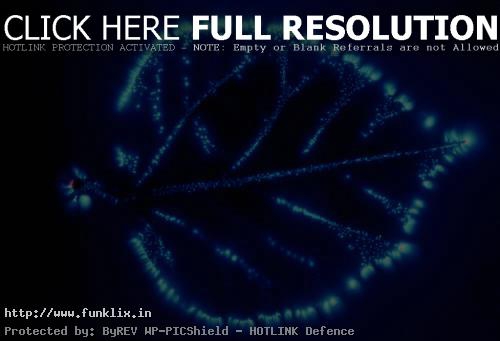 CLICK HERE FULL RESOLUTION
HOTLINK PROTECTION ACTIVATED - NOTE: Empty or Blank Referrals are not Allowed
http://www.funklix.in
Protected by: ByREV WP-PICShield - HOTLINK Defence